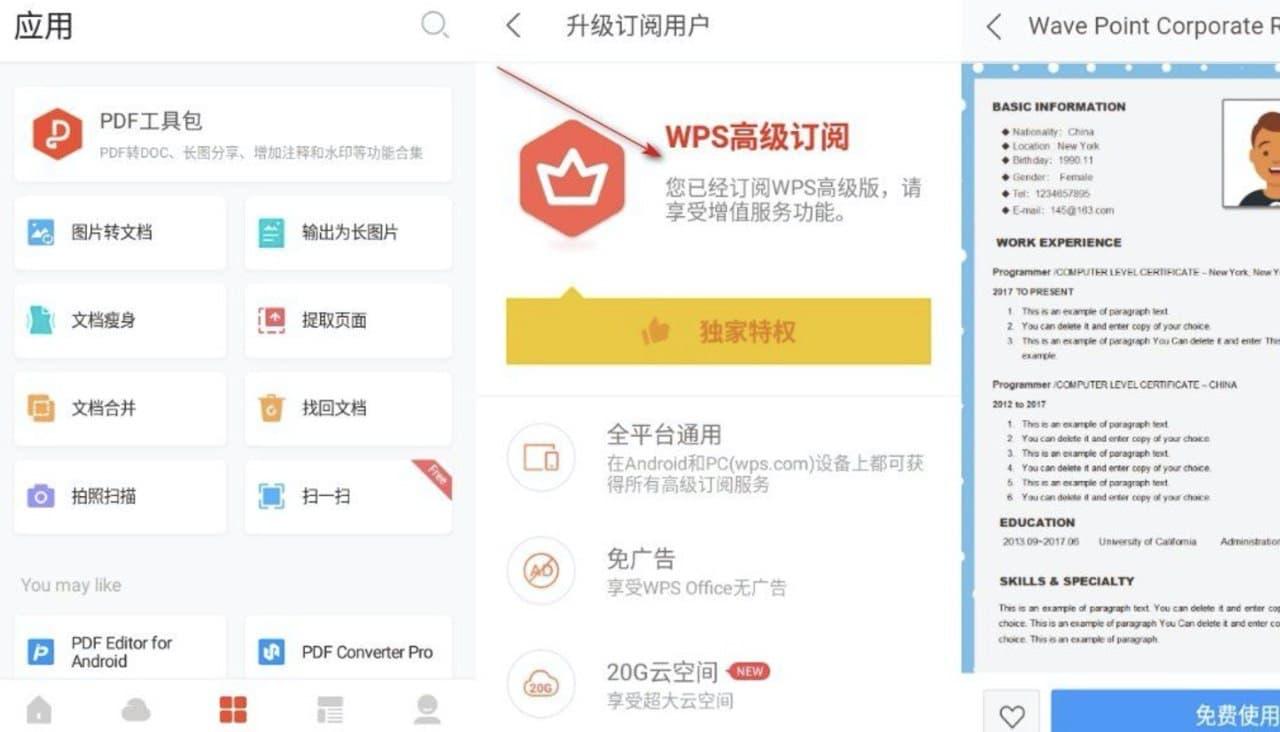 应用
PDF工具包
PDF转DOC、长图分享、增加注释和水印等功能合集
图片转文档
输出为长图片
文档瘦身
提取页面
文档合并
找回文档
拍照扫描
扫一扫
Free
You may like
PDF Editor for
Android
PDF Converter Pro
升级订阅用户
WPS高级订阅
您已经订阅WPS高级版，请
享受增值服务功能。
独家特权
全平台通用
在Android和PC(wps.com)设备上都可获
得所有高级订阅服务
AD
免广告
享受WPS Office无广告
20G
20G云空间 NEW
享受超大云空间
Wave Point Corporate R
BASIC INFORMATION
◆ Nationality: China
◆ Location: New York
◆ Birthday: 1990.11
◆ Gender: Female
◆ Tel: 1234657895
◆ E-mail: 145@163.com
WORK EXPERIENCE
Programmer /COMPUTER LEVEL CERTIFICATE – New York, New Y
2017 TO PRESENT
1. This is an example of paragraph text.
2. You can delete it and enter copy of your choice.
3. This is an example of paragraph You Can delete it and enter This
example.
Programmer /COMPUTER LEVEL CERTIFICATE – CHINA
2012 to 2017
1. This is an example of paragraph text.
2. You can delete it and enter copy of your choice.
3. This is an example of paragraph text.
4. You can delete it and enter copy of your choice.
5. This is an example of paragraph text.
6. You can delete it and enter copy of your choice.
EDUCATION
2013.09~2017.06 University of California Administration
SKILLS & SPECIALTY
This is an example of paragraph text. You can delete it and enter cop
choice. This is an example of paragraph You Can delete it and enter co
choice. This is an example of paragraph.
免费使用